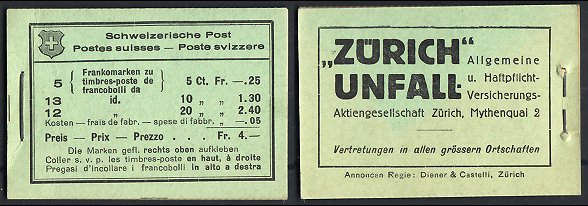 Schweizerische Post
Postes suisses — Poste svizzere
5 { Frankomarken zu timbres-poste de francobolli da } 5 Ct. Fr. —.25
13 id. 10 „ „ 1.30
12 „ 20 „ „ 2.40
Kosten — frais de fabr. — spese di fabbr. „ —.05
Preis — Prix — Prezzo . . . Fr. 4.—
Die Marken gefl. rechts oben aufkleben
Coller s. v. p. les timbres-poste en haut, à droite
Pregasi d'incollare i francobolli in alto a destra
„ZÜRICH“ Allgemeine
UNFALL- u. Haftpflicht-
Versicherungs-
Aktiengesellschaft Zürich, Mythenquai 2
Vertretungen in allen grössern Ortschaften
Annoncen Regie: Diener & Castelli, Zürich